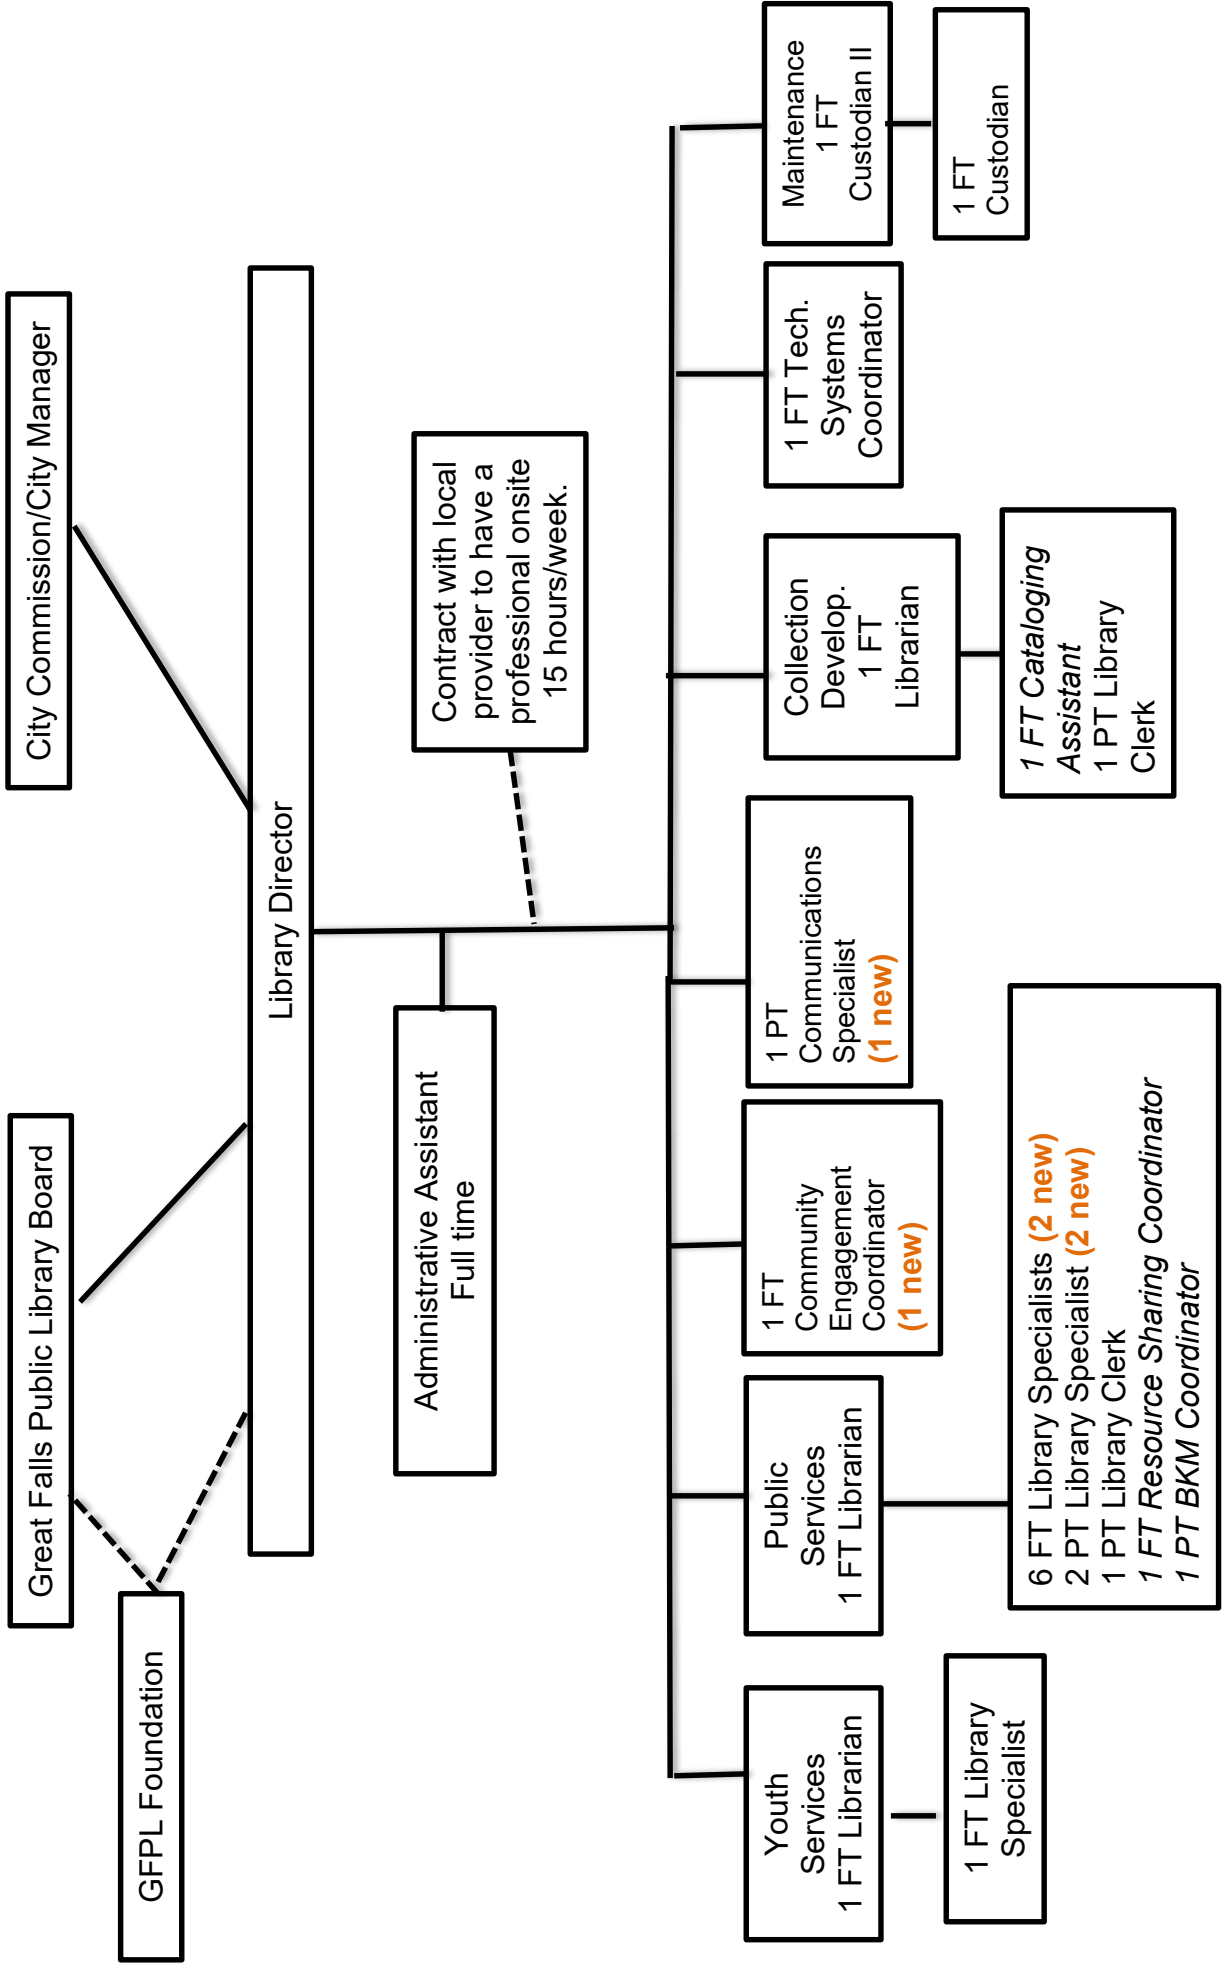 Great Falls Public Library Board
City Commission/City Manager
GFPL Foundation
Library Director
Administrative Assistant
Full time
Contract with local
provider to have a
professional onsite
15 hours/week.
Youth
Services
1 FT Librarian
1 FT Library
Specialist
Public
Services
1 FT Librarian
6 FT Library Specialists (2 new)
2 PT Library Specialist (2 new)
1 PT Library Clerk
1 FT Resource Sharing Coordinator
1 PT BKM Coordinator
1 FT
Community
Engagement
Coordinator
(1 new)
1 PT
Communications
Specialist
(1 new)
Collection
Develop.
1 FT
Librarian
1 FT Cataloging
Assistant
1 PT Library
Clerk
1 FT Tech.
Systems
Coordinator
Maintenance
1 FT
Custodian II
1 FT
Custodian